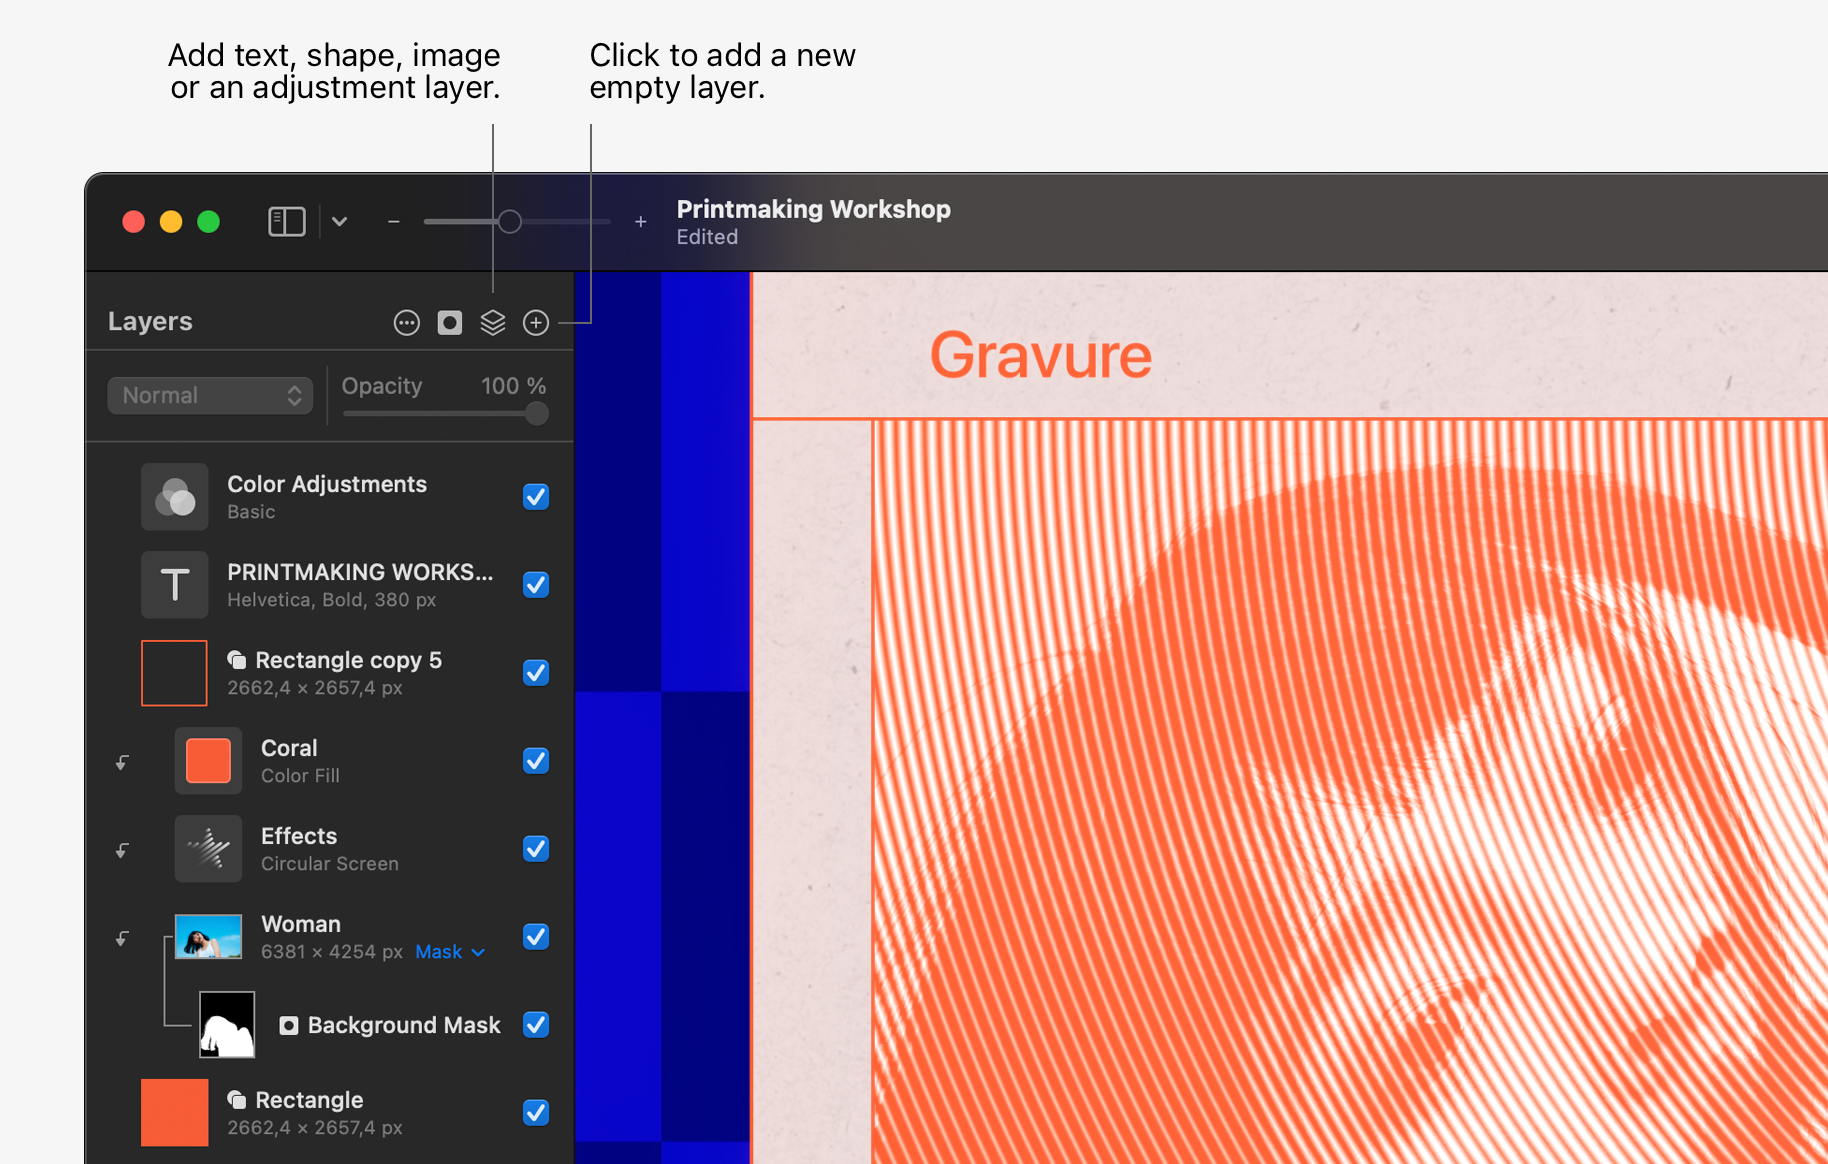 Add text, shape, image
or an adjustment layer.
Click to add a new
empty layer.
Printmaking Workshop
Edited
Layers
Normal
Opacity 100 %
Color Adjustments
Basic
T
PRINTMAKING WORKS...
Helvetica, Bold, 380 px
Rectangle copy 5
2662,4 × 2657,4 px
Coral
Color Fill
Effects
Circular Screen
Woman
6381 × 4254 px Mask
Background Mask
Rectangle
2662,4 × 2657,4 px
Gravure